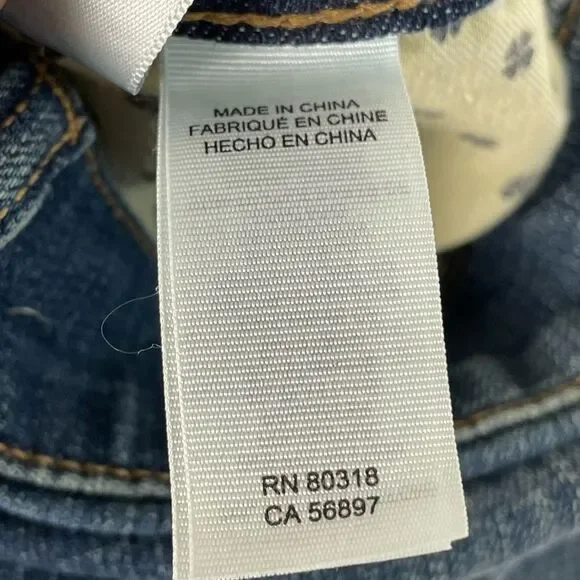 MADE IN CHINA
FABRIQUÉ EN CHINE
HECHO EN CHINA
RN 80318
CA 56897